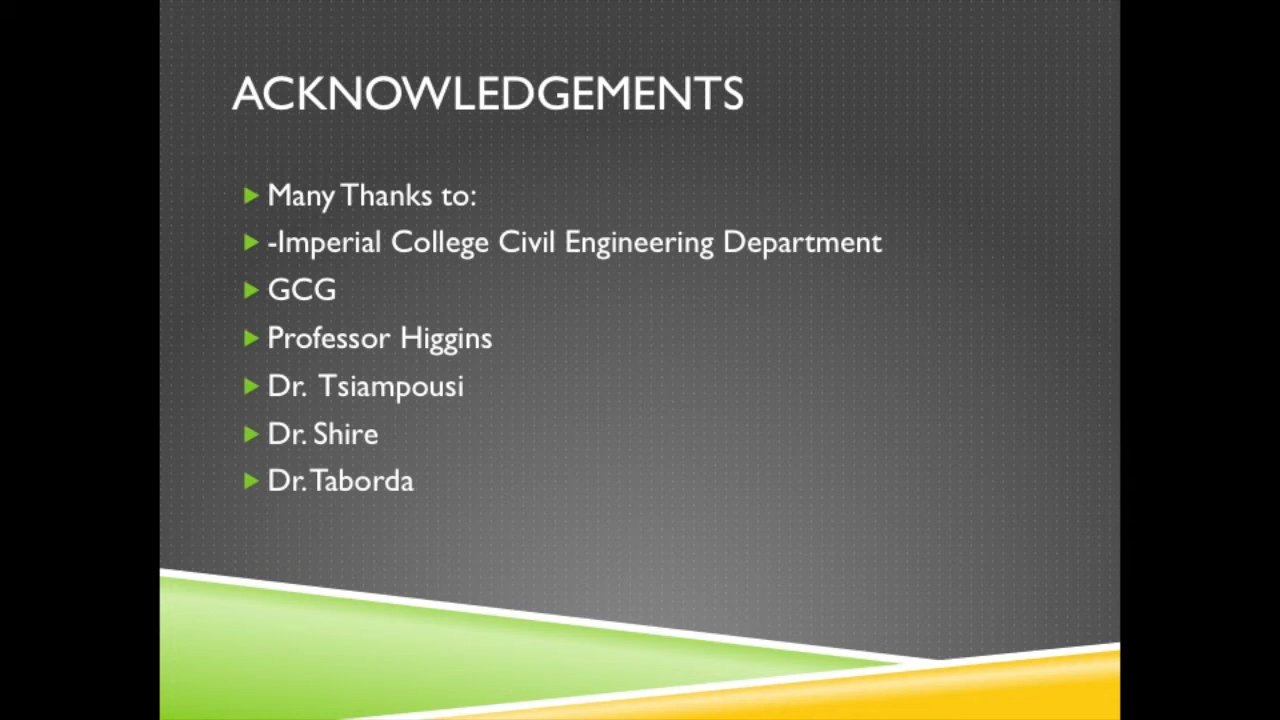 ACKNOWLEDGEMENTS
Many Thanks to:
-Imperial College Civil Engineering Department
GCG
Professor Higgins
Dr. Tsiampousi
Dr. Shire
Dr. Taborda